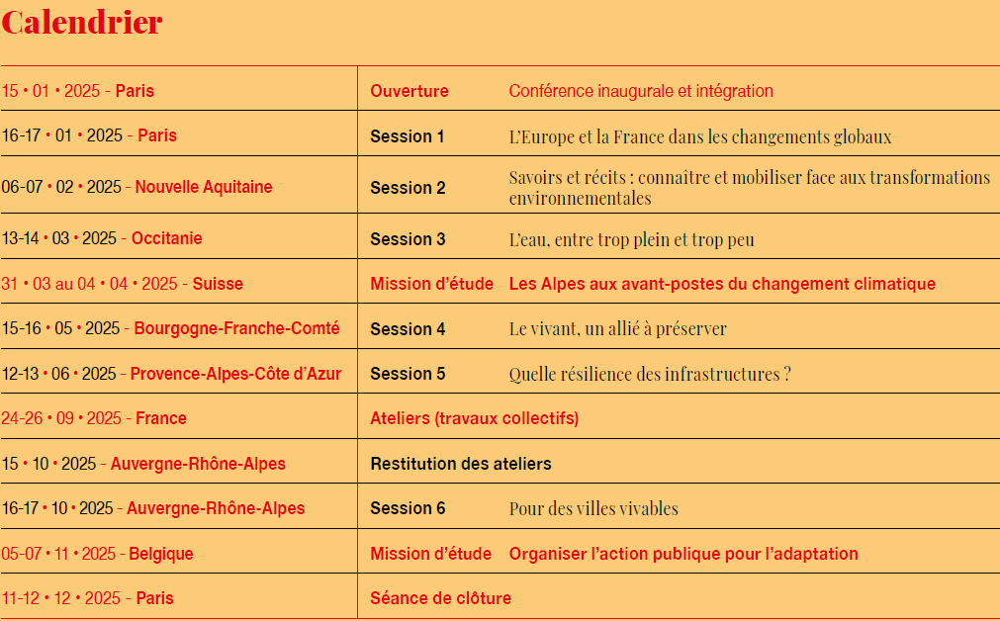 Calendrier
15 • 01 • 2025 - Paris Ouverture Conférence inaugurale et intégration
16-17 • 01 • 2025 - Paris Session 1 L’Europe et la France dans les changements globaux
06-07 • 02 • 2025 - Nouvelle Aquitaine Session 2 Savoirs et récits : connaître et mobiliser face aux transformations
environnementales
13-14 • 03 • 2025 - Occitanie Session 3 L’eau, entre trop plein et trop peu
31 • 03 au 04 • 04 • 2025 - Suisse Mission d’étude Les Alpes aux avant-postes du changement climatique
15-16 • 05 • 2025 - Bourgogne-Franche-Comté Session 4 Le vivant, un allié à préserver
12-13 • 06 • 2025 - Provence-Alpes-Côte d’Azur Session 5 Quelle résilience des infrastructures ?
24-26 • 09 • 2025 - France Ateliers (travaux collectifs)
15 • 10 • 2025 - Auvergne-Rhône-Alpes Restitution des ateliers
16-17 • 10 • 2025 - Auvergne-Rhône-Alpes Session 6 Pour des villes vivables
05-07 • 11 • 2025 - Belgique Mission d’étude Organiser l’action publique pour l’adaptation
11-12 • 12 • 2025 - Paris Séance de clôture